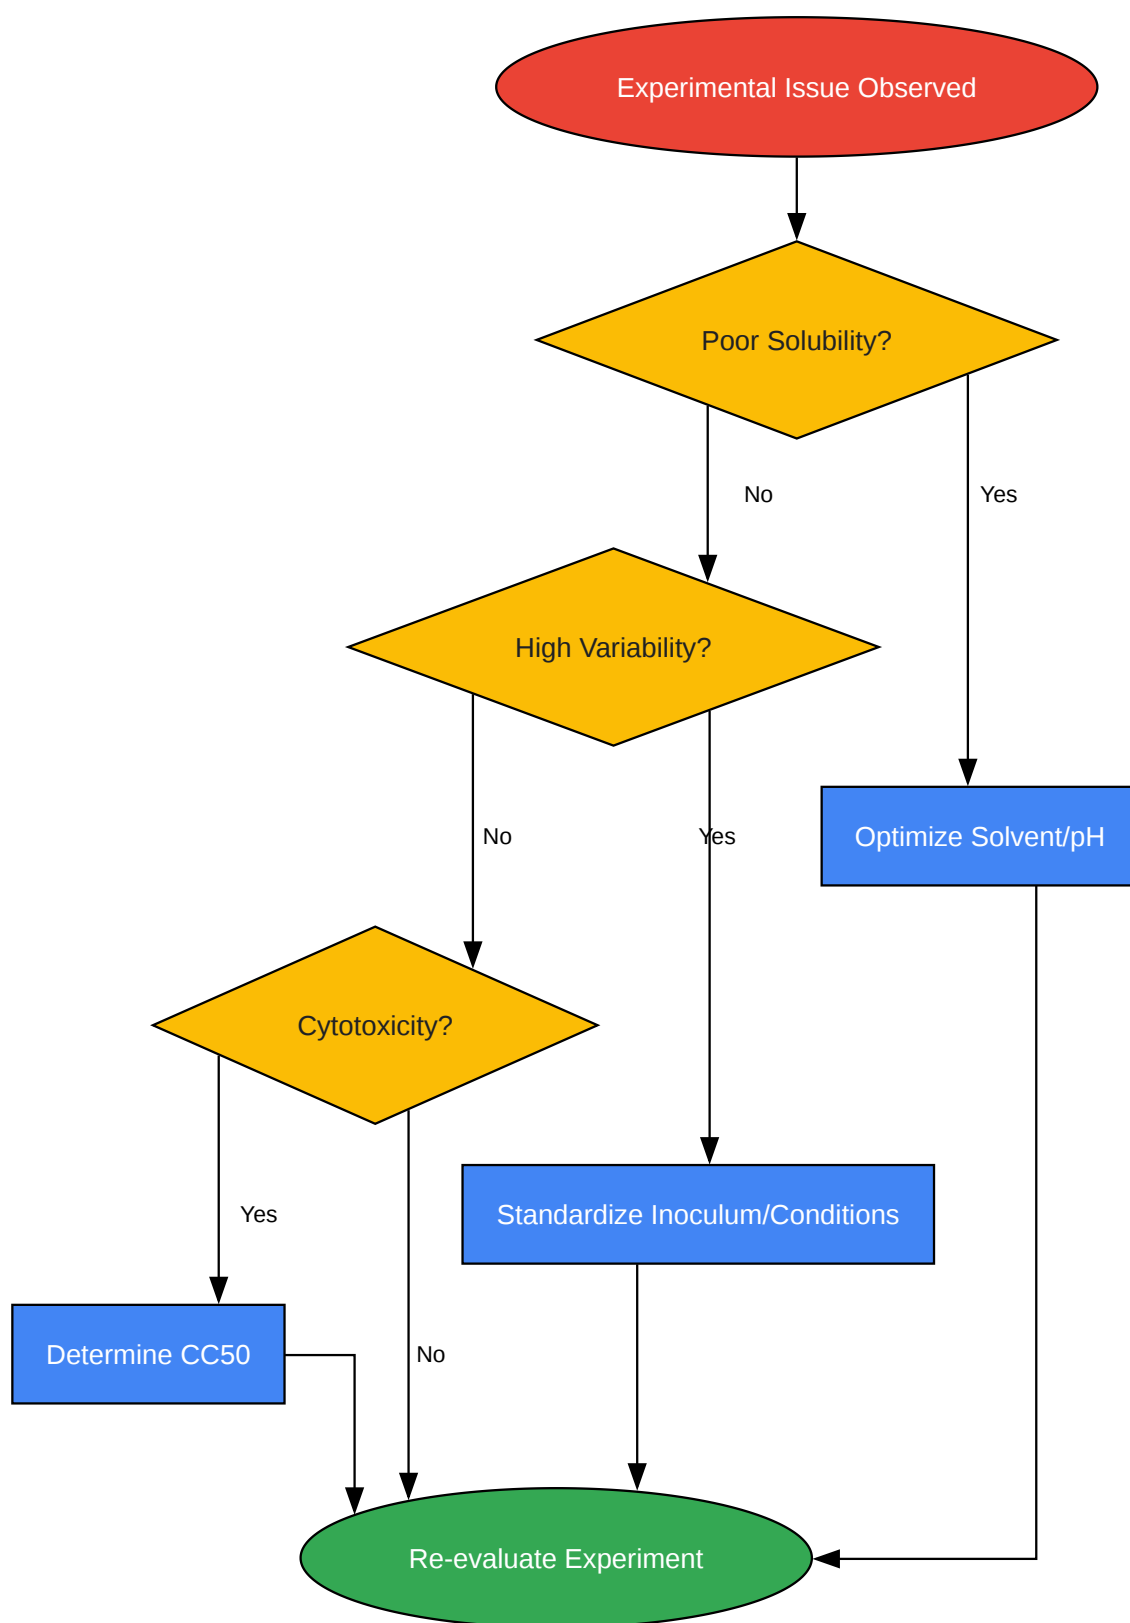 Experimental Issue Observed
Poor Solubility?
No
Yes
High Variability?
No
Yes
Optimize Solvent/pH
Cytotoxicity?
Yes
Standardize Inoculum/Conditions
Determine CC50
No
Re-evaluate Experiment